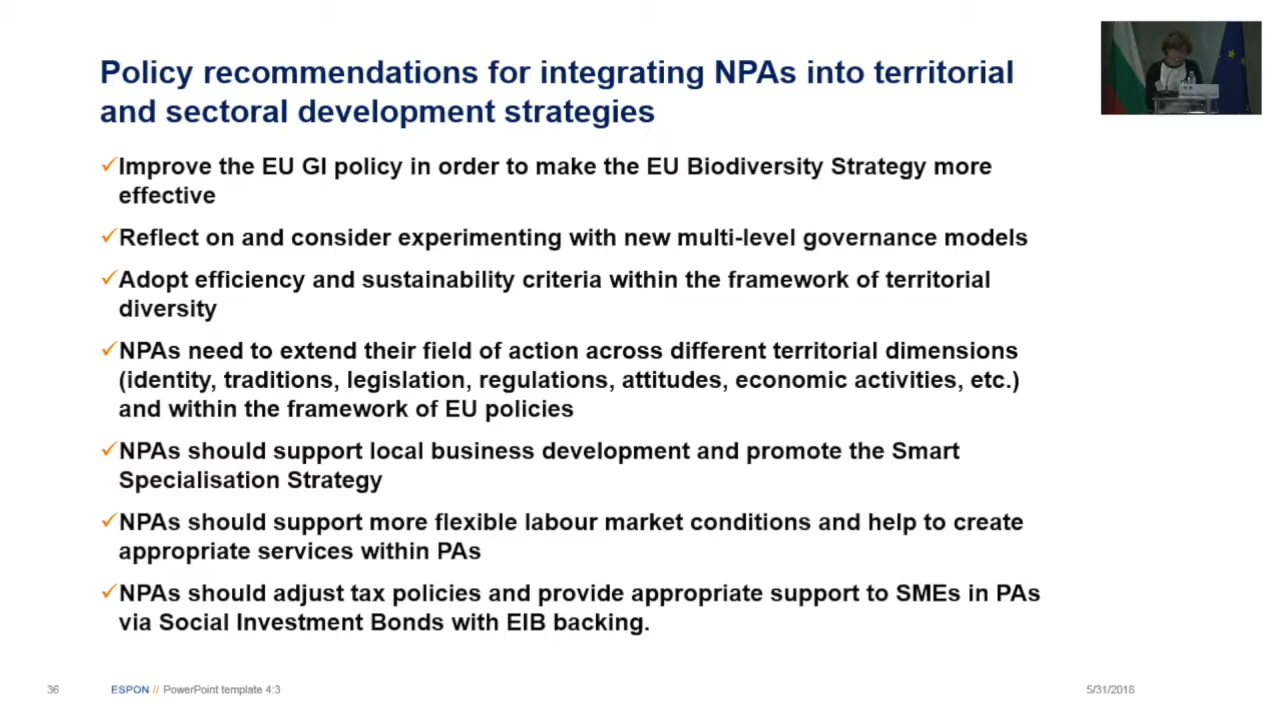 Policy recommendations for integrating NPAs into territorial
and sectoral development strategies
✓Improve the EU GI policy in order to make the EU Biodiversity Strategy more
effective
✓Reflect on and consider experimenting with new multi-level governance models
✓Adopt efficiency and sustainability criteria within the framework of territorial
diversity
✓NPAs need to extend their field of action across different territorial dimensions
(identity, traditions, legislation, regulations, attitudes, economic activities, etc.)
and within the framework of EU policies
✓NPAs should support local business development and promote the Smart
Specialisation Strategy
✓NPAs should support more flexible labour market conditions and help to create
appropriate services within PAs
✓NPAs should adjust tax policies and provide appropriate support to SMEs in PAs
via Social Investment Bonds with EIB backing.
36 ESPON // PowerPoint template 4:3 5/31/2018